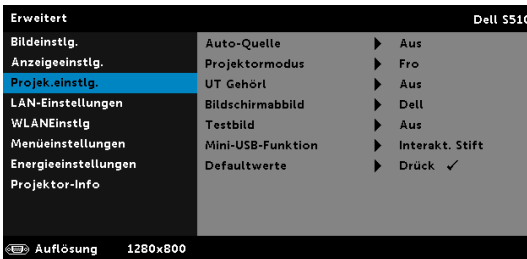 Erweitert Dell S510
Bildeinstlg. Auto-Quelle Aus
Anzeigeeinstlg. Projektormodus Fro
Projek.einstlg. UT Gehörl Aus
LAN-Einstellungen Bildschirmabbild Dell
WLANEinstlg Testbild Aus
Menüeinstellungen Mini-USB-Funktion Interakt. Stift
Energieeinstellungen Defaultwerte Drück ✓
Projektor-Info
Auflösung 1280x800